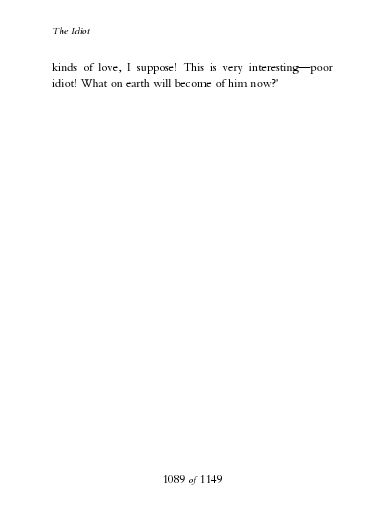 The Idiot
kinds of love, I suppose! This is very interesting—poor
idiot! What on earth will become of him now?’
1089 of 1149